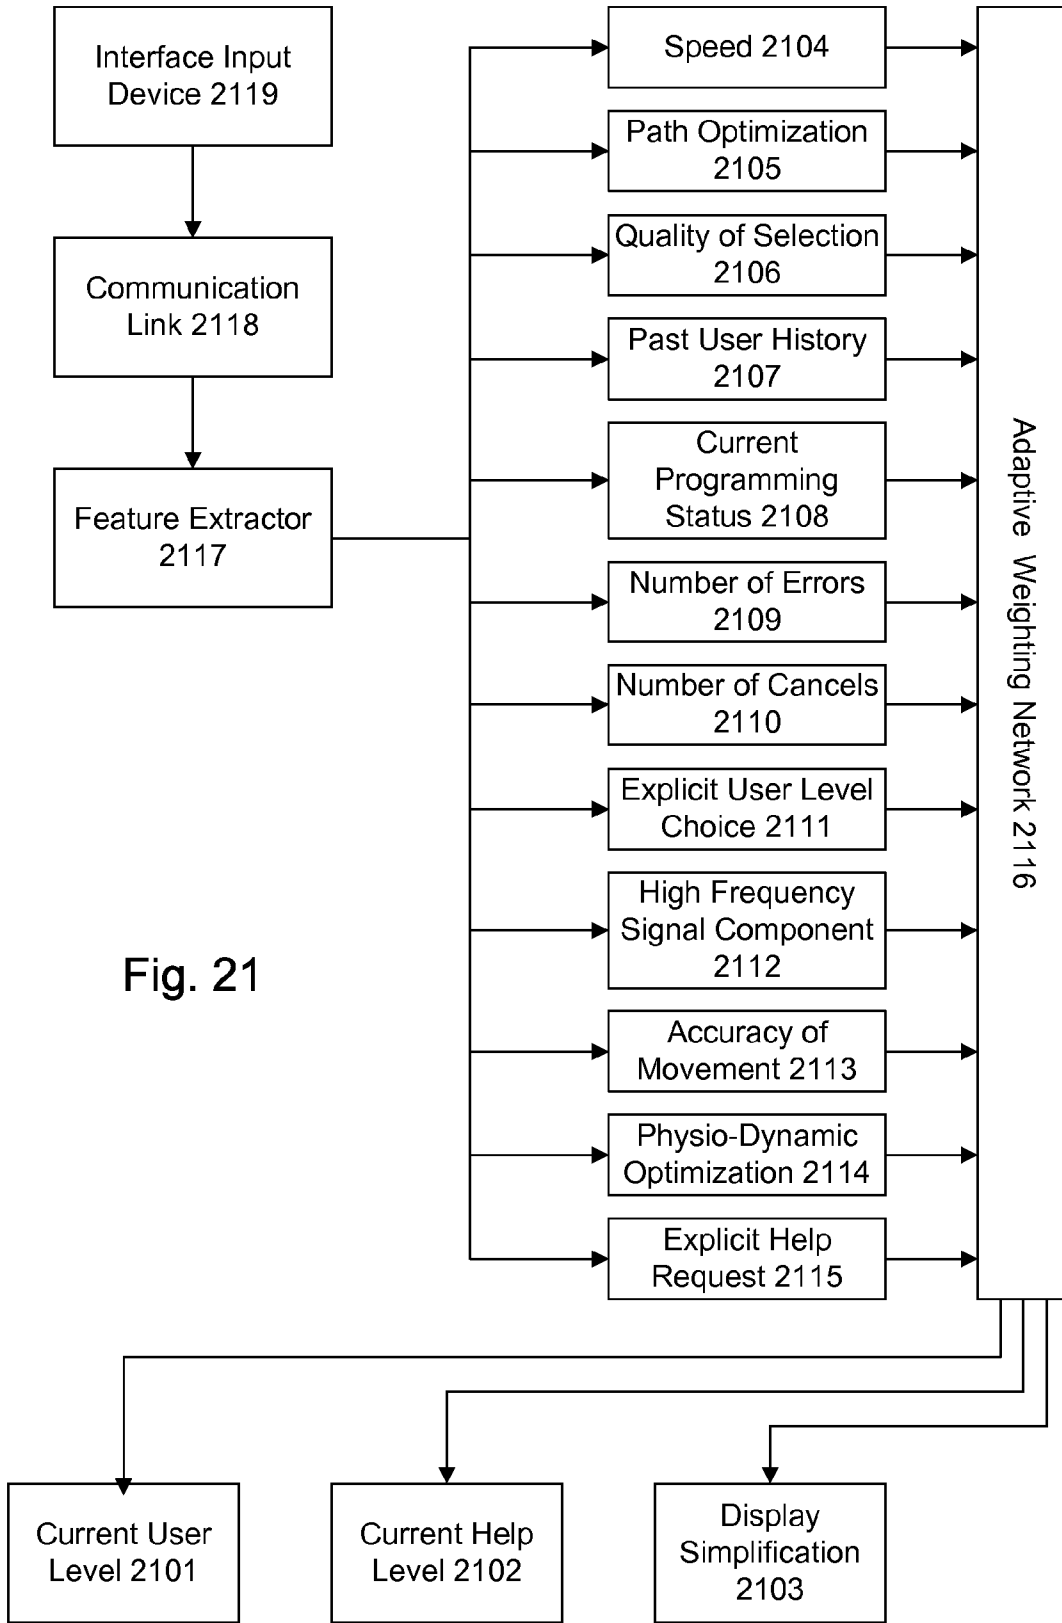 Interface Input
Device 2119
Communication
Link 2118
Feature Extractor
2117
Speed 2104
Path Optimization
2105
Quality of Selection
2106
Past User History
2107
Current
Programming
Status 2108
Number of Errors
2109
Number of Cancels
2110
Explicit User Level
Choice 2111
High Frequency
Signal Component
2112
Accuracy of
Movement 2113
Physio-Dynamic
Optimization 2114
Explicit Help
Request 2115
Adaptive Weighting Network 2116
Fig. 21
Current User
Level 2101
Current Help
Level 2102
Display
Simplification
2103